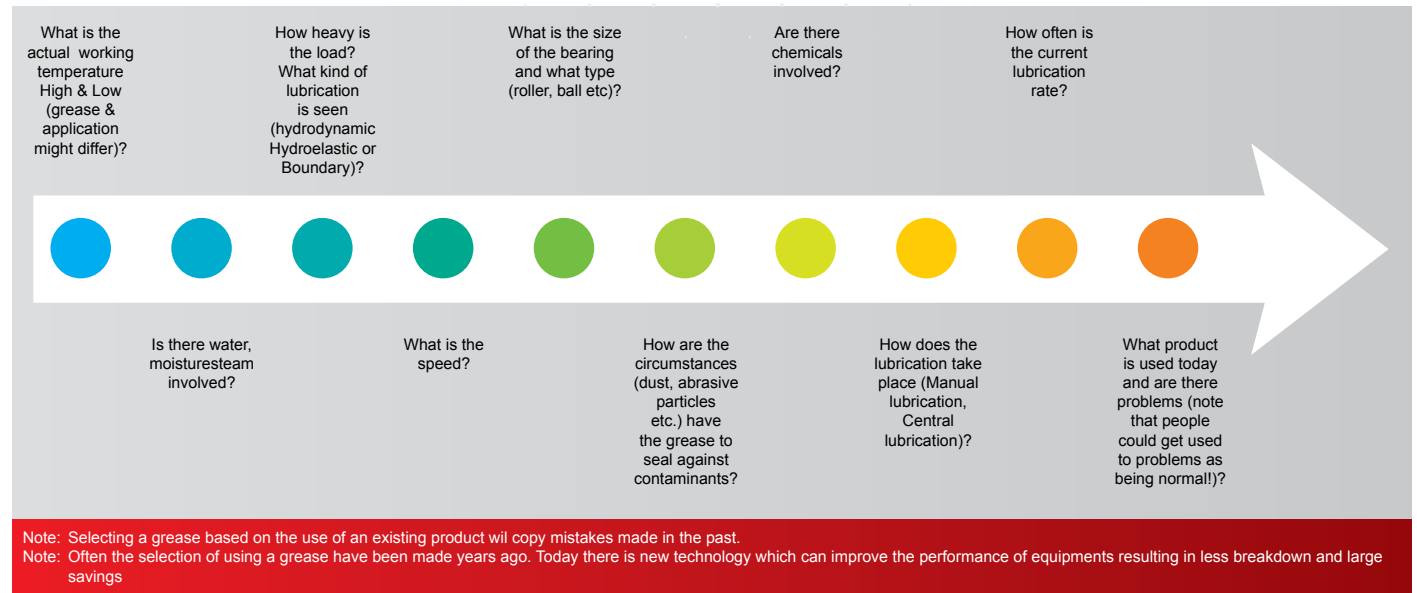 What is the
actual  working
temperature
High & Low
(grease &
application
might differ)?
How heavy is
the load?
What kind of
lubrication
is seen
(hydrodynamic
Hydroelastic or
Boundary)?
What is the size
of the bearing
and what type
(roller, ball etc)?
Are there
chemicals
involved?
How often is
the current
lubrication
rate?
Is there water,
moisturesteam
involved?
What is the
speed?
How are the
circumstances
(dust, abrasive
particles
etc.) have
the grease to
seal against
contaminants?
How does the
lubrication take
place (Manual
lubrication,
Central
lubrication)?
What product
is used today
and are there
problems (note
that people
could get used
to problems as
being normal!)?
Note: Selecting a grease based on the use of an existing product wil copy mistakes made in the past.
Note: Often the selection of using a grease have been made years ago. Today there is new technology which can improve the performance of equipments resulting in less breakdown and large
savings